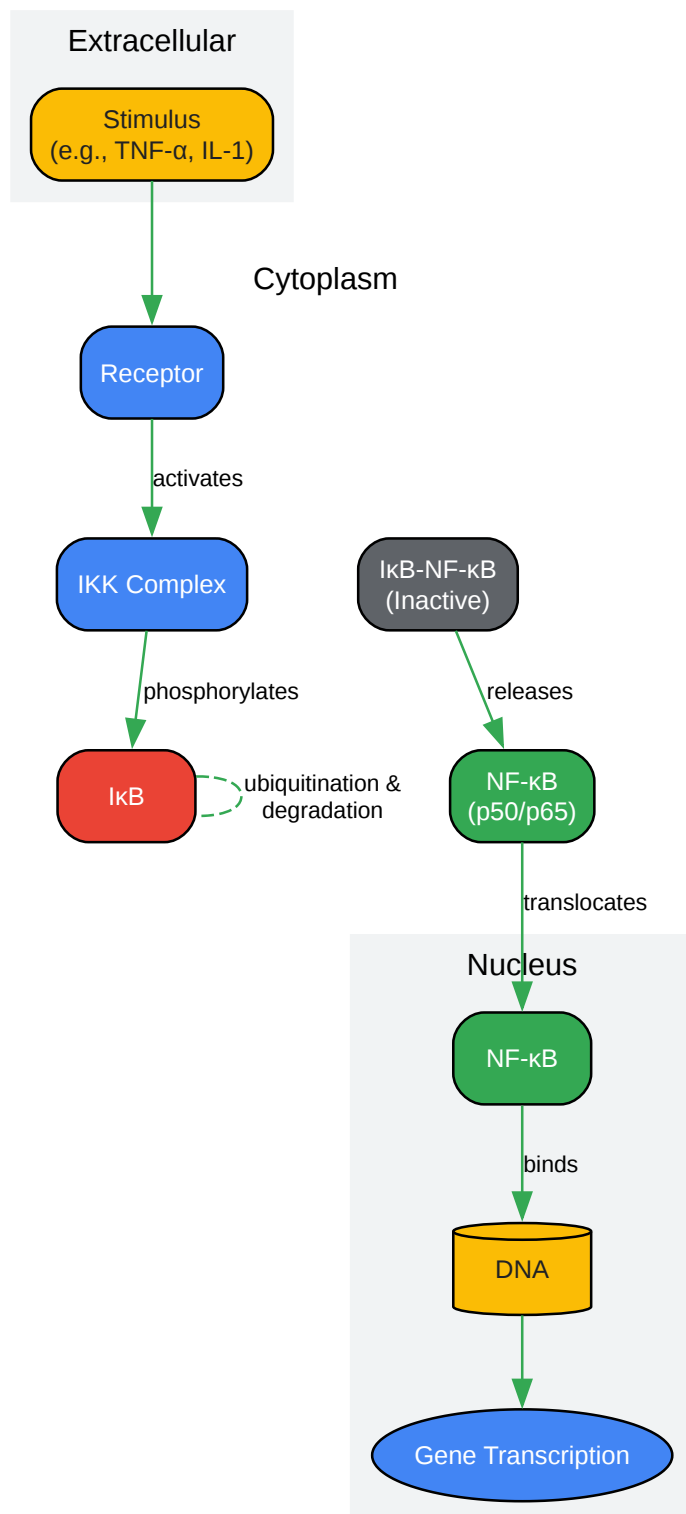 Extracellular
Stimulus
(e.g., TNF-α, IL-1)
Cytoplasm
Receptor
activates
IKK Complex
IκB-NF-κB
(Inactive)
phosphorylates
releases
IκB
ubiquitination &
degradation
NF-κB
(p50/p65)
translocates
Nucleus
NF-κB
binds
DNA
Gene Transcription